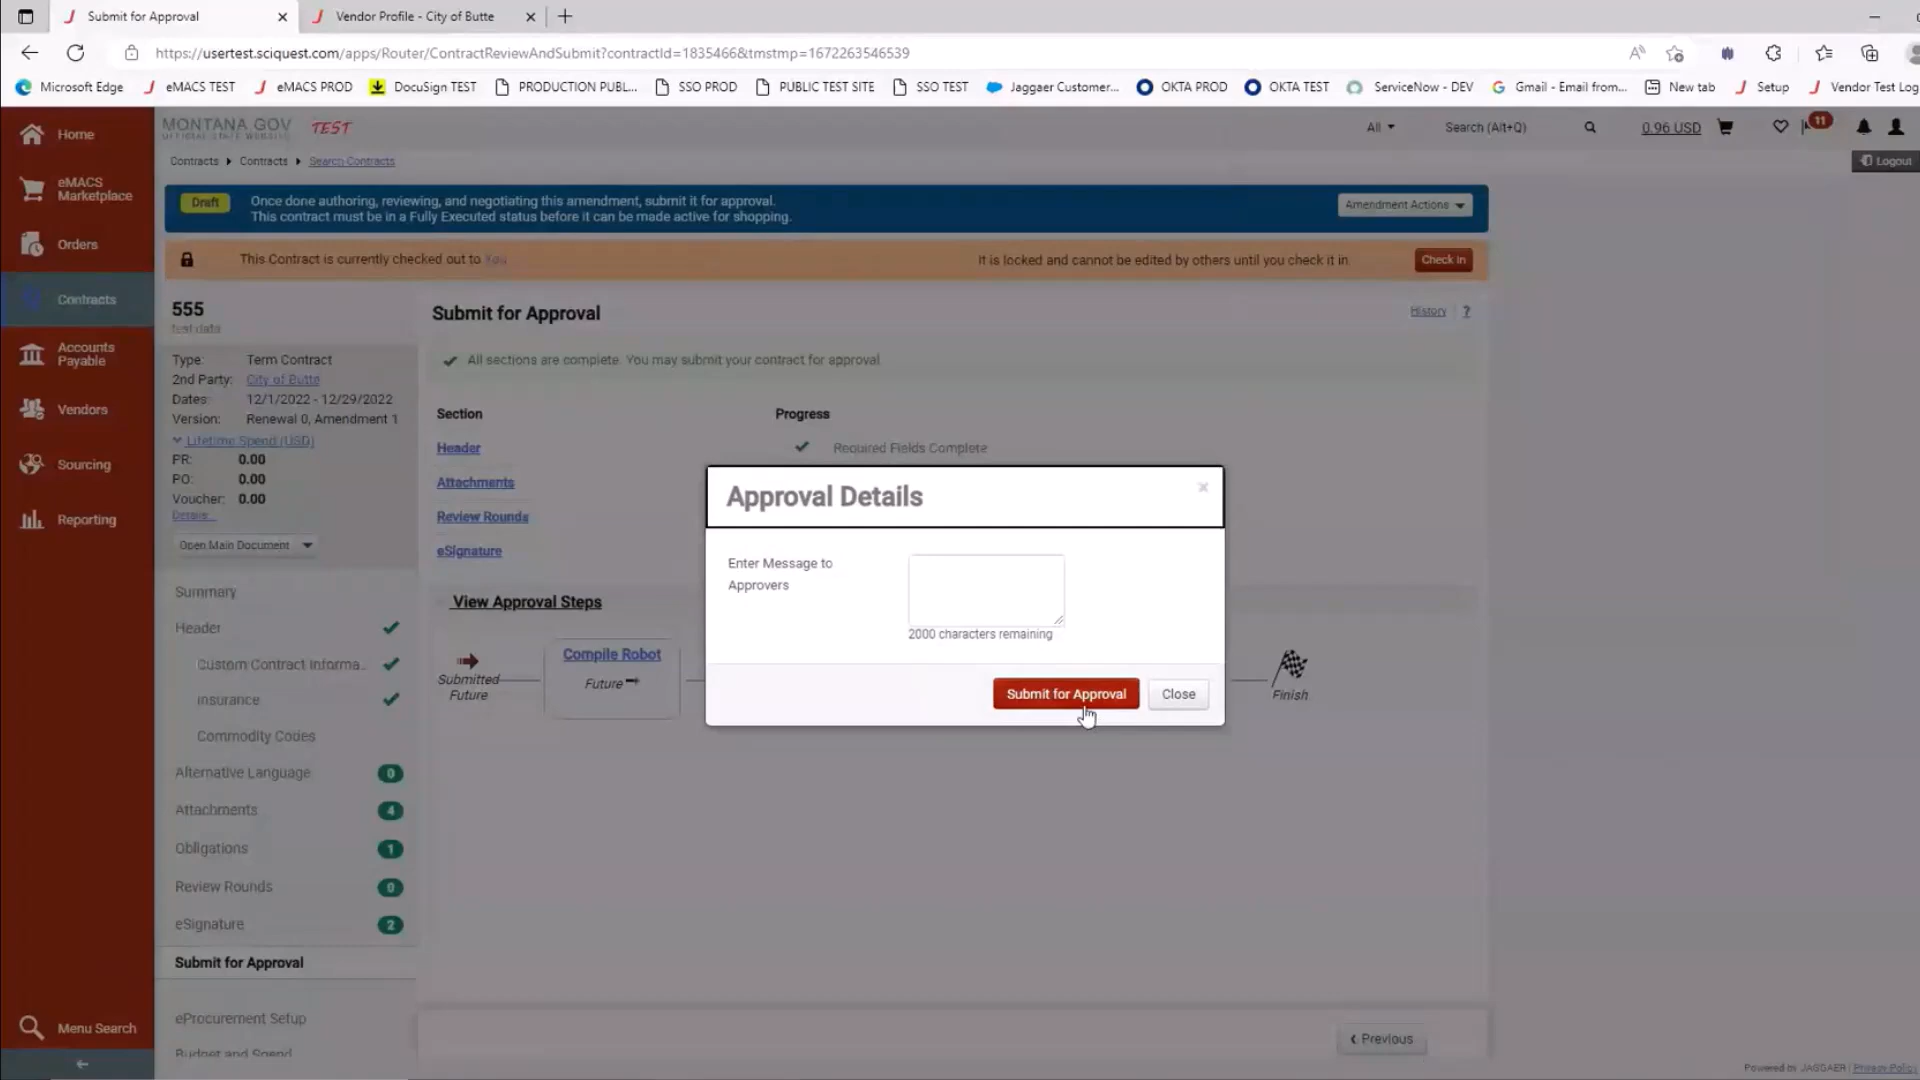 Submit for Approval
Vendor Profile - City of Butte
https://usertest.sciquest.com/apps/Router/ContractReviewAndSubmit?contractId=1835466&tmstmp=1672263546539
Microsoft Edge
eMACS TEST
eMACS PROD
DocuSign TEST
PRODUCTION PUBL...
SSO PROD
PUBLIC TEST SITE
SSO TEST
Jaggaer Customer...
OKTA PROD
OKTA TEST
ServiceNow - DEV
Gmail - Email from...
New tab
Setup
Vendor Test Log
Home
MONTANA.GOV
OFFICIAL STATE WEBSITE
TEST
All
Search (Alt+Q)
0.96 USD
11
Contracts
Contracts
Search Contracts
Logout
eMACS
Marketplace
Orders
Contracts
Accounts
Payable
Vendors
Sourcing
Reporting
Menu Search
Draft
Once done authoring, reviewing, and negotiating this amendment, submit it for approval.
This contract must be in a Fully Executed status before it can be made active for shopping.
Amendment Actions
This Contract is currently checked out to You
It is locked and cannot be edited by others until you check it in.
Check In
555
test data
Type: Term Contract
2nd Party: City of Butte
Dates: 12/1/2022 - 12/29/2022
Version: Renewal 0, Amendment 1
Lifetime Spend (USD)
PR: 0.00
PO: 0.00
Voucher: 0.00
Details...
Open Main Document
Summary
Header
Custom Contract Informa...
Insurance
Commodity Codes
Alternative Language 0
Attachments 4
Obligations 1
Review Rounds 0
eSignature 2
Submit for Approval
eProcurement Setup
Budget and Spend
Submit for Approval
History
?
All sections are complete. You may submit your contract for approval.
Section
Progress
Header
Required Fields Complete
Attachments
Review Rounds
eSignature
View Approval Steps
Submitted
Future
Compile Robot
Future
Finish
Approval Details
×
Enter Message to
Approvers
2000 characters remaining
Submit for Approval
Close
Previous
Powered by JAGGAER | Privacy Policy